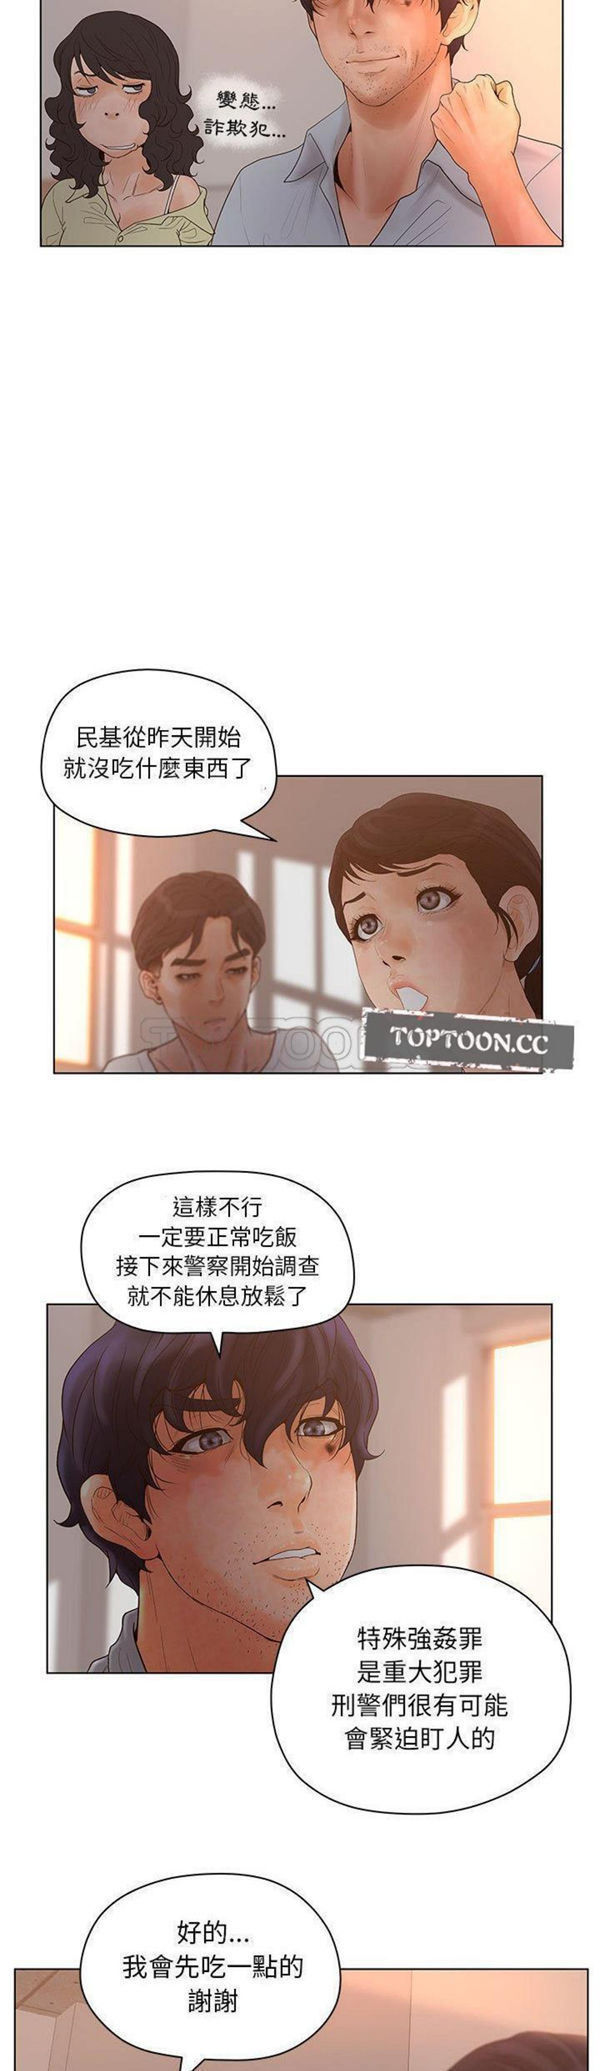 變態...
詐欺犯...
民基從昨天開始
就沒吃什麼東西了
TOPTOON.CC
這樣不行
一定要正常吃飯
接下來警察開始調查
就不能休息放鬆了
特殊強姦罪
是重大犯罪
刑警們很有可能
會緊迫盯人的
好的...
我會先吃一點的
謝謝